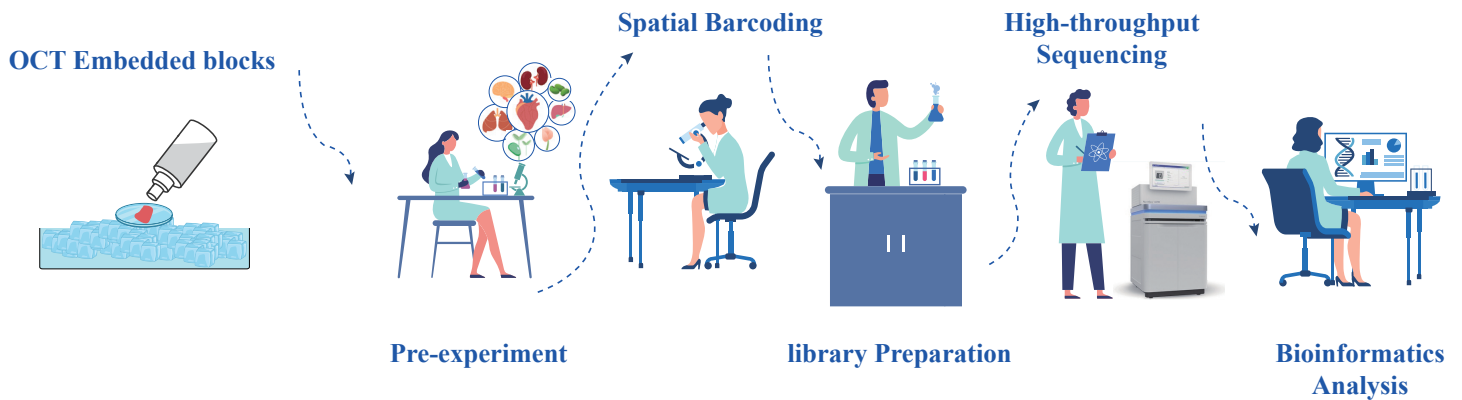 OCT Embedded blocks
Pre-experiment
Spatial Barcoding
library Preparation
High-throughput
Sequencing
Bioinformatics
Analysis